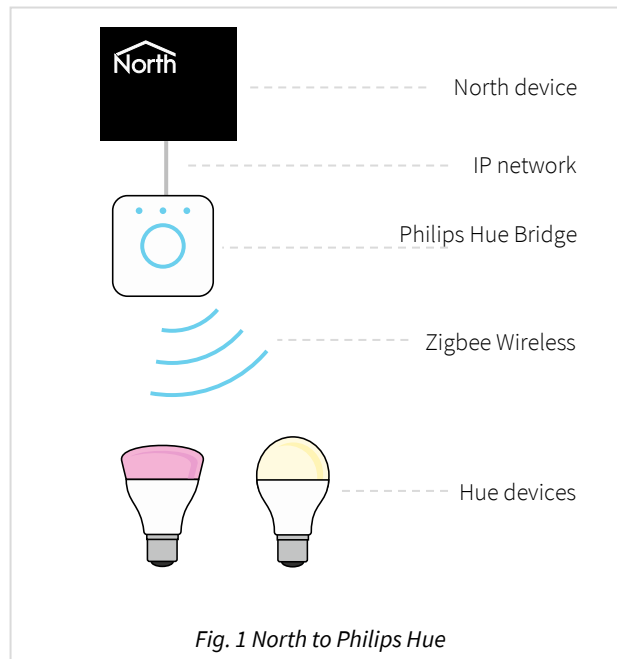 North
North device
IP network
Philips Hue Bridge
Zigbee Wireless
Hue devices
Fig. 1 North to Philips Hue